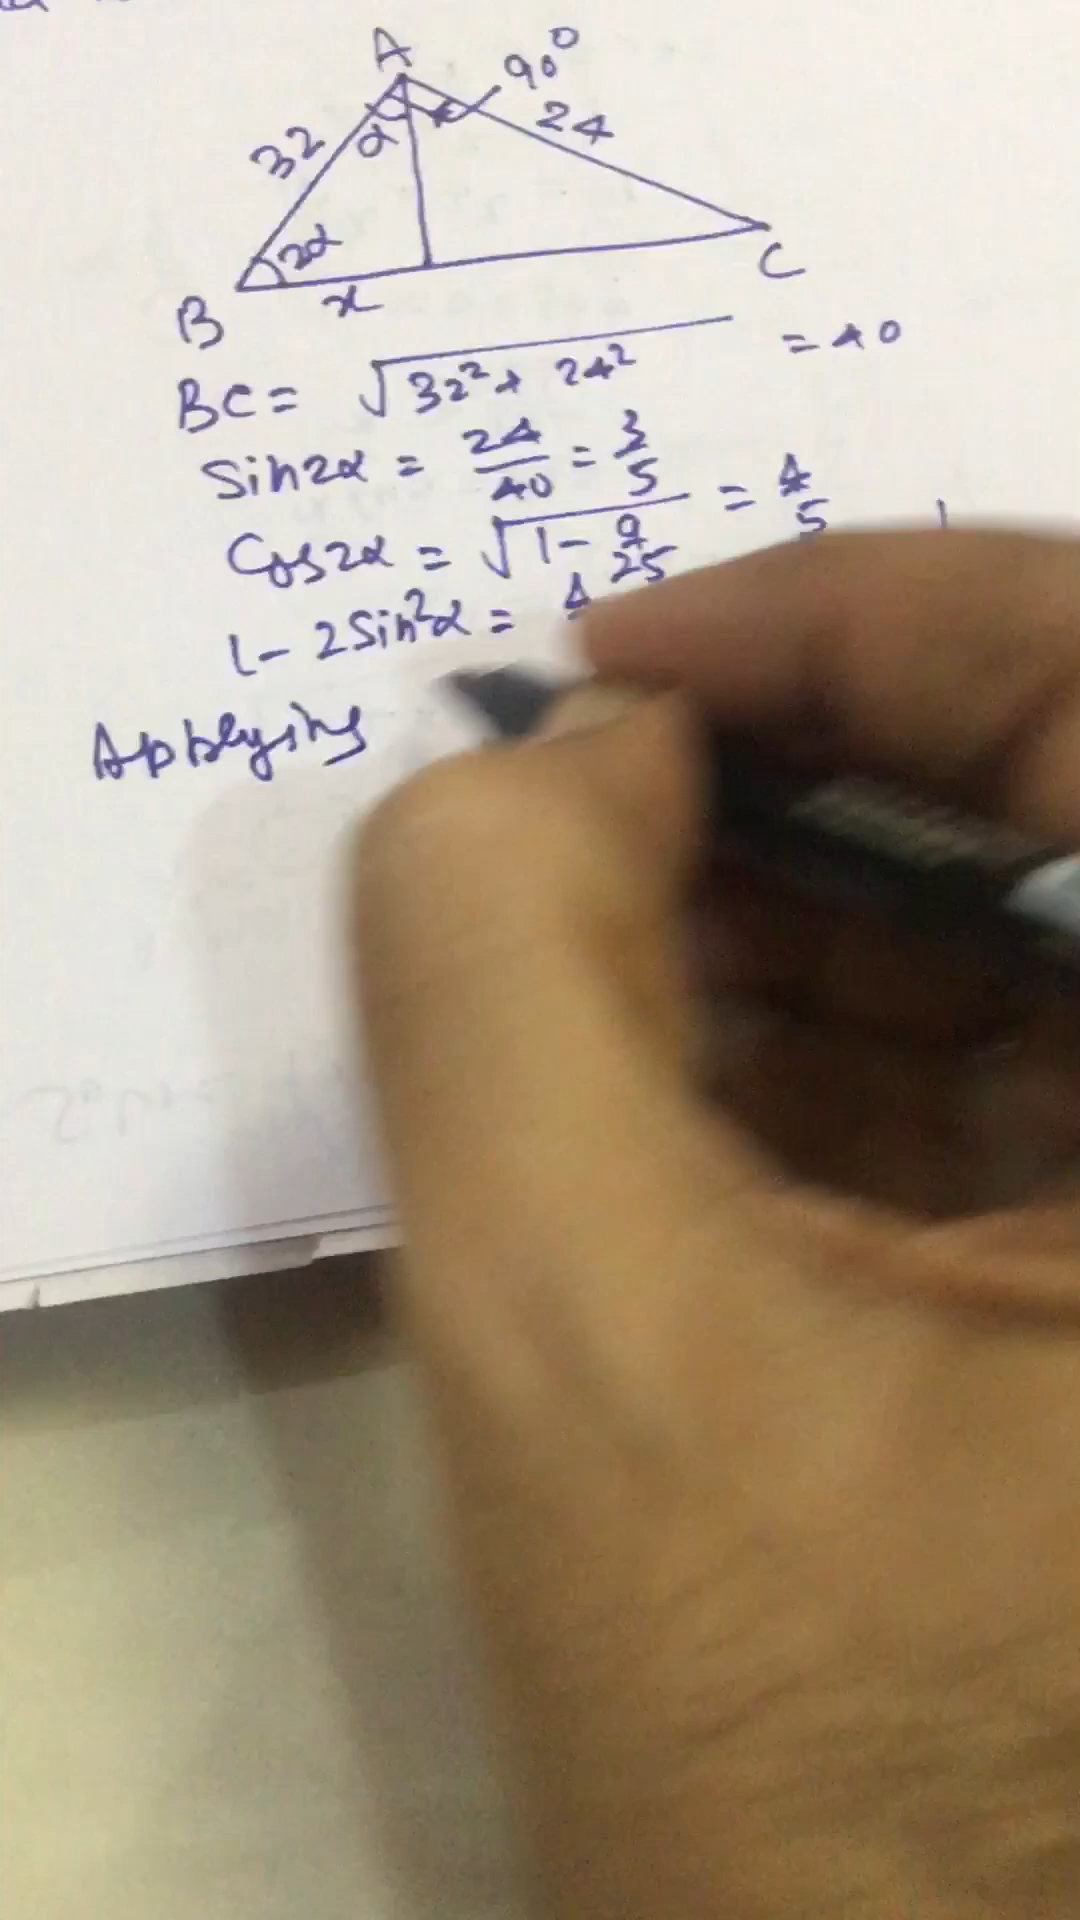 A
90°
32
24
α
2α
B
x
C
BC = √32² + 24² = 40
Sin2α = 24/40 = 3/5
Cos2α = √1 - 9/25 = 4/5
1 - 2Sin²α = 4
Applying